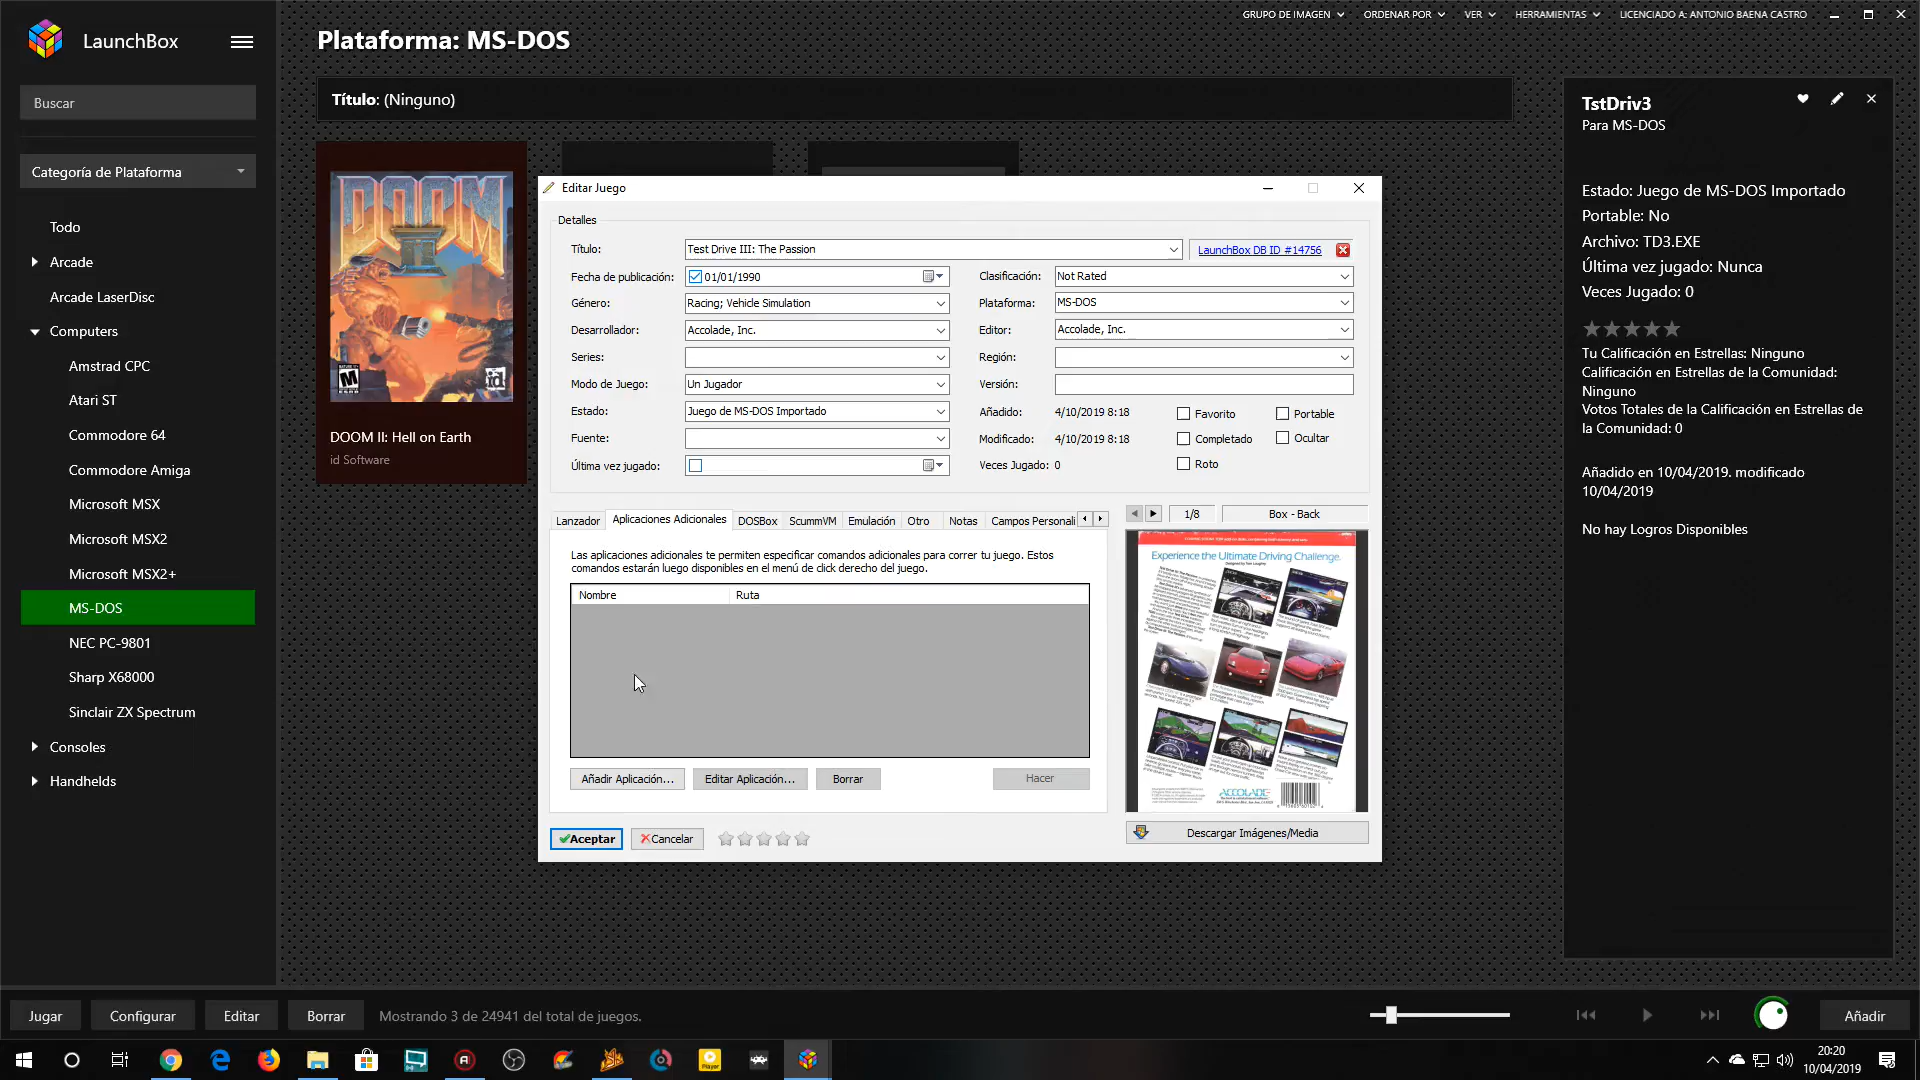 LaunchBox
Buscar
Categoría de Plataforma
Todo
Arcade
Arcade LaserDisc
Computers
Amstrad CPC
Atari ST
Commodore 64
Commodore Amiga
Microsoft MSX
Microsoft MSX2
Microsoft MSX2+
MS-DOS
NEC PC-9801
Sharp X68000
Sinclair ZX Spectrum
Consoles
Handhelds
GRUPO DE IMAGEN
ORDENAR POR
VER
HERRAMIENTAS
LICENCIADO A: ANTONIO BAENA CASTRO
Plataforma: MS-DOS
Título: (Ninguno)
DOOM
II
M
id
DOOM II: Hell on Earth
id Software
Editar Juego
Detalles
Título: Test Drive III: The Passion LaunchBox DB ID #14756
Fecha de publicación: 01/01/1990 Clasificación: Not Rated
Género: Racing; Vehicle Simulation Plataforma: MS-DOS
Desarrollador: Accolade, Inc. Editor: Accolade, Inc.
Series: Región:
Modo de Juego: Un Jugador Versión:
Estado: Juego de MS-DOS Importado Añadido: 4/10/2019 8:18 Favorito Portable
Fuente: Modificado: 4/10/2019 8:18 Completado Ocultar
Última vez jugado: Veces Jugado: 0 Roto
Lanzador Aplicaciones Adicionales DOSBox ScummVM Emulación Otro Notas Campos Personali
1/8 Box - Back
Las aplicaciones adicionales te permiten especificar comandos adicionales para correr tu juego. Estos
comandos estarán luego disponibles en el menú de click derecho del juego.
Nombre Ruta
Añadir Aplicación... Editar Aplicación... Borrar Hacer
Experience the Ultimate Driving Challenge.
ACCOLADE
Aceptar Cancelar
Descargar Imágenes/Media
TstDriv3
Para MS-DOS
Estado: Juego de MS-DOS Importado
Portable: No
Archivo: TD3.EXE
Última vez jugado: Nunca
Veces Jugado: 0
Tu Calificación en Estrellas: Ninguno
Calificación en Estrellas de la Comunidad:
Ninguno
Votos Totales de la Calificación en Estrellas de
la Comunidad: 0
Añadido en 10/04/2019. modificado
10/04/2019
No hay Logros Disponibles
Jugar Configurar Editar Borrar Mostrando 3 de 24941 del total de juegos. Añadir
Player
20:20
10/04/2019